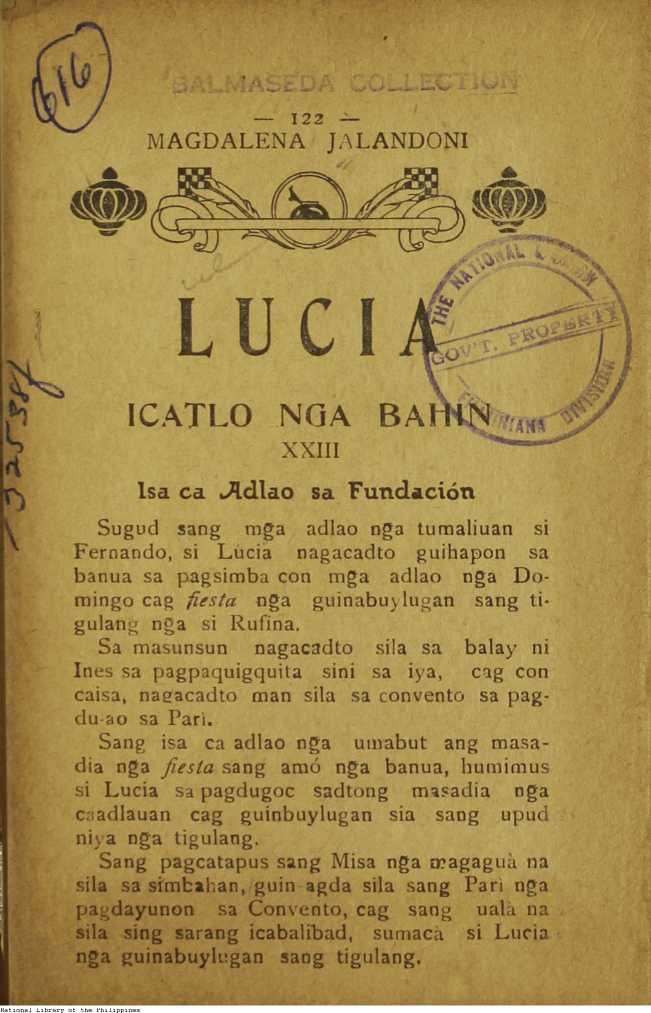 616
BALMASEDA COLLECTION
— 122 —
MAGDALENA JALANDONI
LUCIA
THE NATIONAL
GOV'T. PROPERTY
DIVISION
32538
ICATLO NGA BAHIN
XXIII
Isa ca Adlao sa Fundación
Sugud sang mga adlao nga tumaliuan si
Fernando, si Lucia nagacadto guihapon sa
banua sa pagsimba con mga adlao nga Do-
mingo cag fiesta nga guinabuylugan sang ti-
gulang nga si Rufina.
Sa masunsun nagacadto sila sa balay ni
Ines sa pagpaquigquita sini sa iya, cag con
caisa, nagacadto man sila sa convento sa pag-
du-ao sa Pari.
Sang isa ca adlao nga umabut ang masa-
dia nga fiesta sang amó nga banua, humimus
si Lucia sa pagdugoc sadtong masadia nga
caadlauan cag guinbuylugan sia sang upud
niya nga tigulang.
Sang pagcatapus sang Misa nga magaguà na
sila sa simbahan, guin-agda sila sang Pari nga
pagdayunon sa Convento, cag sang ualà na
sila sing sarang icabalibad, sumacà si Lucia
nga guinabuylugan sang tigulang.
National Library of the Philippines